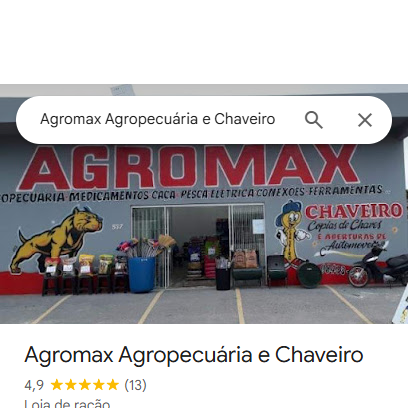 Agromax Agropecuária e Chaveiro
AGROMAX
OPECUARIA MEDICAMENTOS CAÇA PESCA ELETRICA CONEXÕES FERRAMENTAS
CHAVEIRO
Copias de Chaves
E ABERTURAS DE
Automoveis
937
Agromax Agropecuária e Chaveiro
4,9 ★★★★★ (13)
Loja de ração